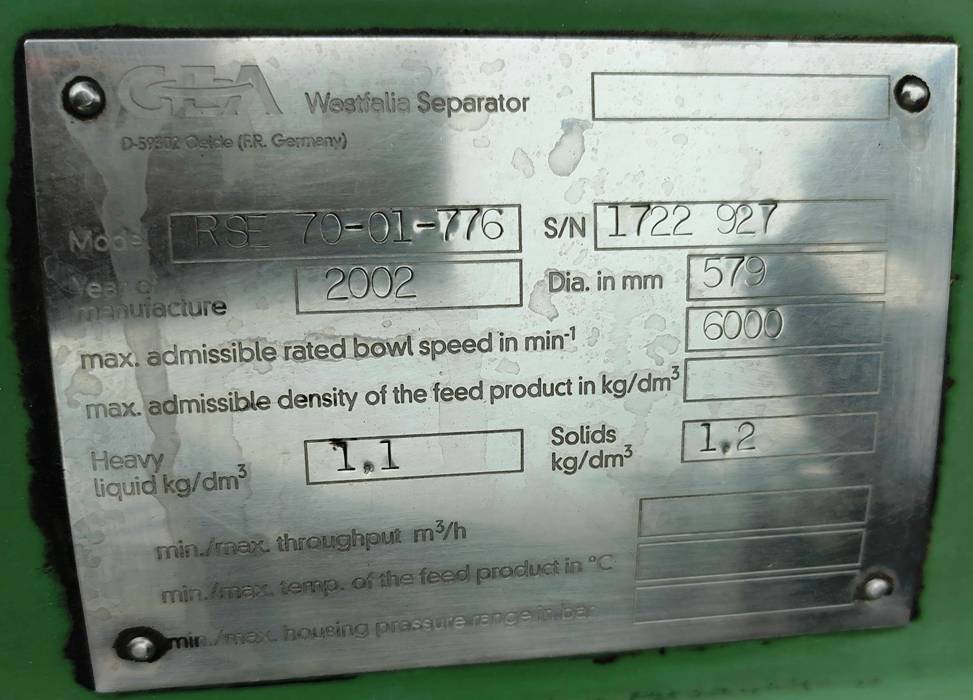 GEA Westfalia Separator
D-59302 Oelde (F.R. Germany)
Model RSE 70-01-776 S/N 1722 927
Year of manufacture 2002 Dia. in mm 579
max. admissible rated bowl speed in min-1 6000
max. admissible density of the feed product in kg/dm3
Heavy liquid kg/dm3 1.1 Solids kg/dm3 1.2
min./max. throughput m3/h
min./max. temp. of the feed product in °C
min./max. housing pressure range in bar